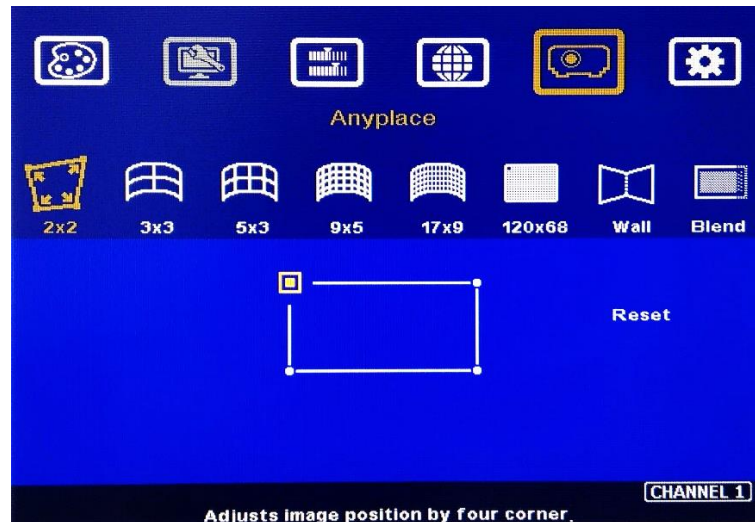 Anyplace
2x2 3x3 5x3 9x5 17x9 120x68 Wall Blend
Reset
CHANNEL 1
Adjusts image position by four corner